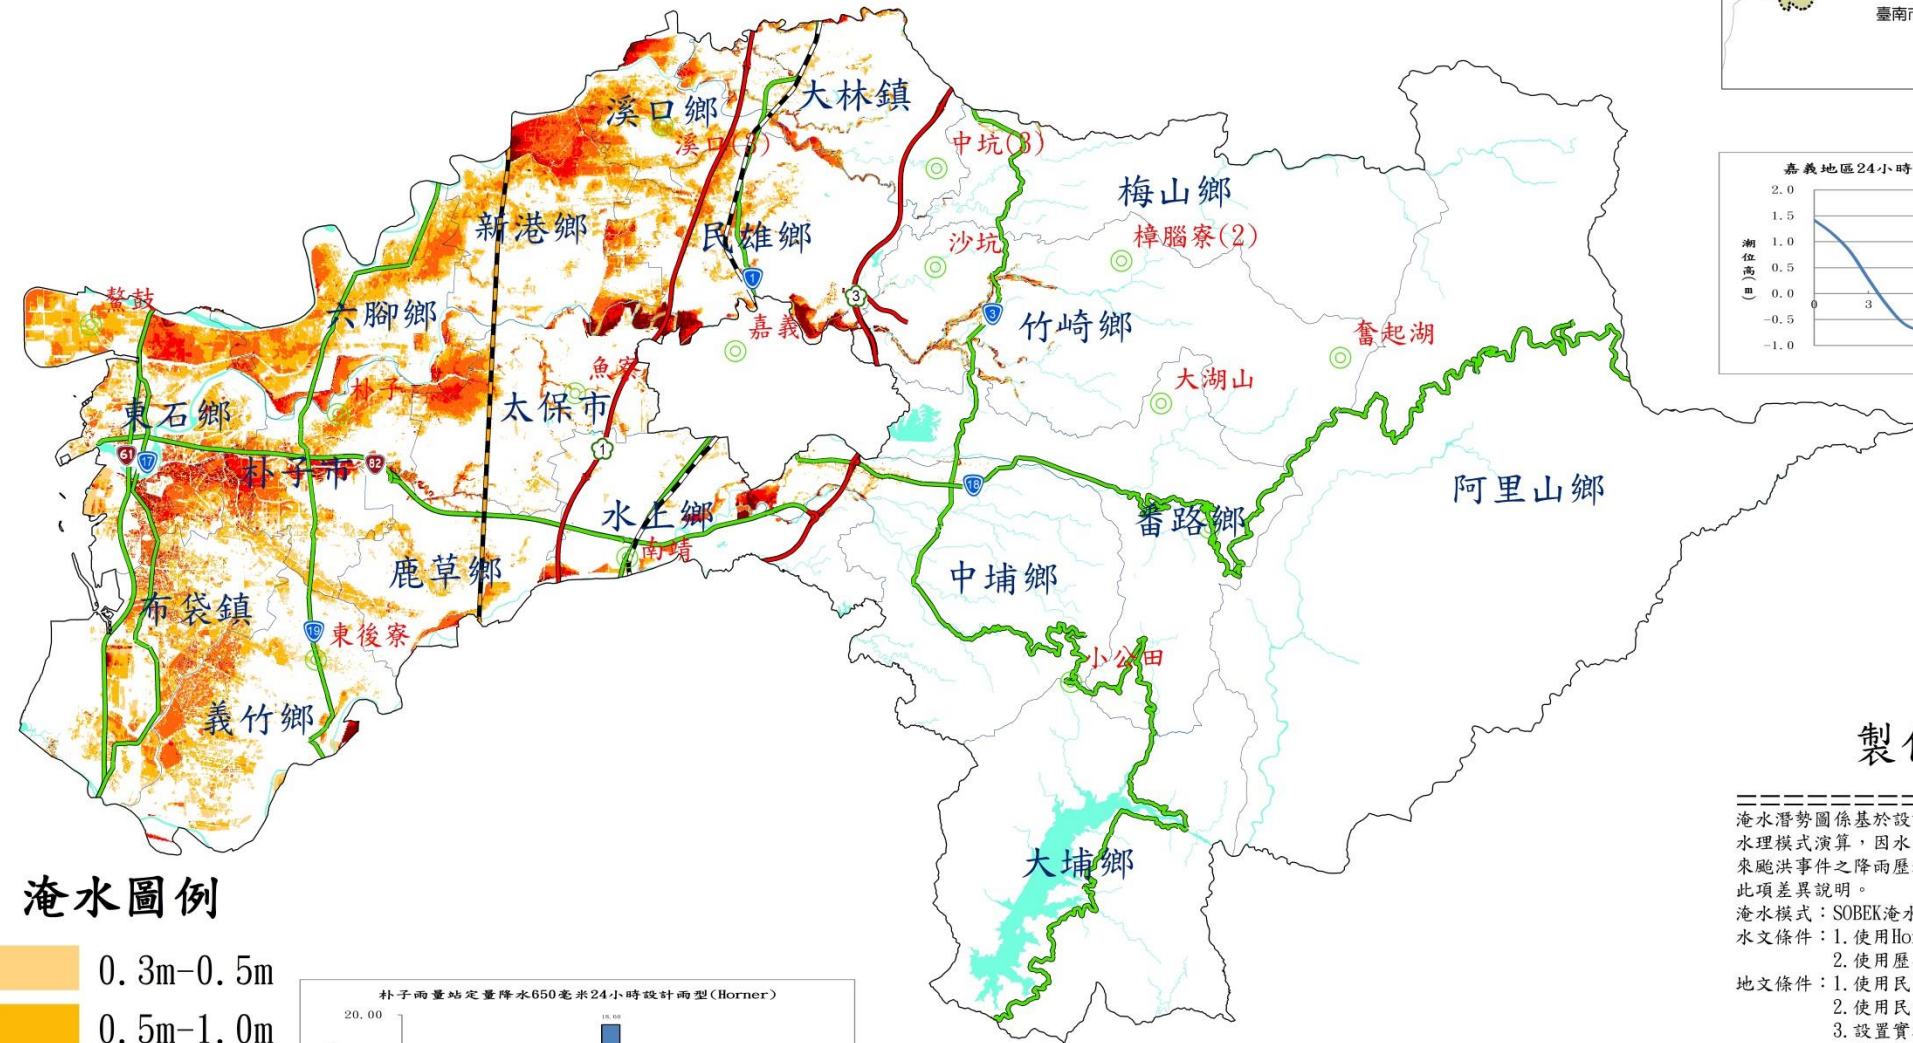 臺南市
溪口鄉
大林鎮
溪口(3)
中坑(3)
梅山鄉
新港鄉
民雄鄉
沙坑
樟腦寮(2)
1
3
鰲鼓
六腳鄉
嘉義
3
竹崎鄉
奮起湖
朴子
魚寮
太保市
大湖山
東石鄉
61
17
朴子市
82
1
18
阿里山鄉
水上鄉
番路鄉
南靖
鹿草鄉
中埔鄉
布袋鎮
19
東後寮
小公田
義竹鄉
大埔鄉
嘉義地區24小時
潮位高(m)
2.0
1.5
1.0
0.5
0.0
-0.5
-1.0
0
3
淹水圖例
0.3m-0.5m
0.5m-1.0m
朴子雨量站定量降水650毫米24小時設計雨型(Horner)
20.00
製
淹水潛勢圖係基於設
水理模式演算，因水
來颱洪事件之降雨歷
此項差異說明。
淹水模式：SOBEK淹水
水文條件：1.使用Ho
2.使用歷
地文條件：1.使用民
2.使用民
3.設置實